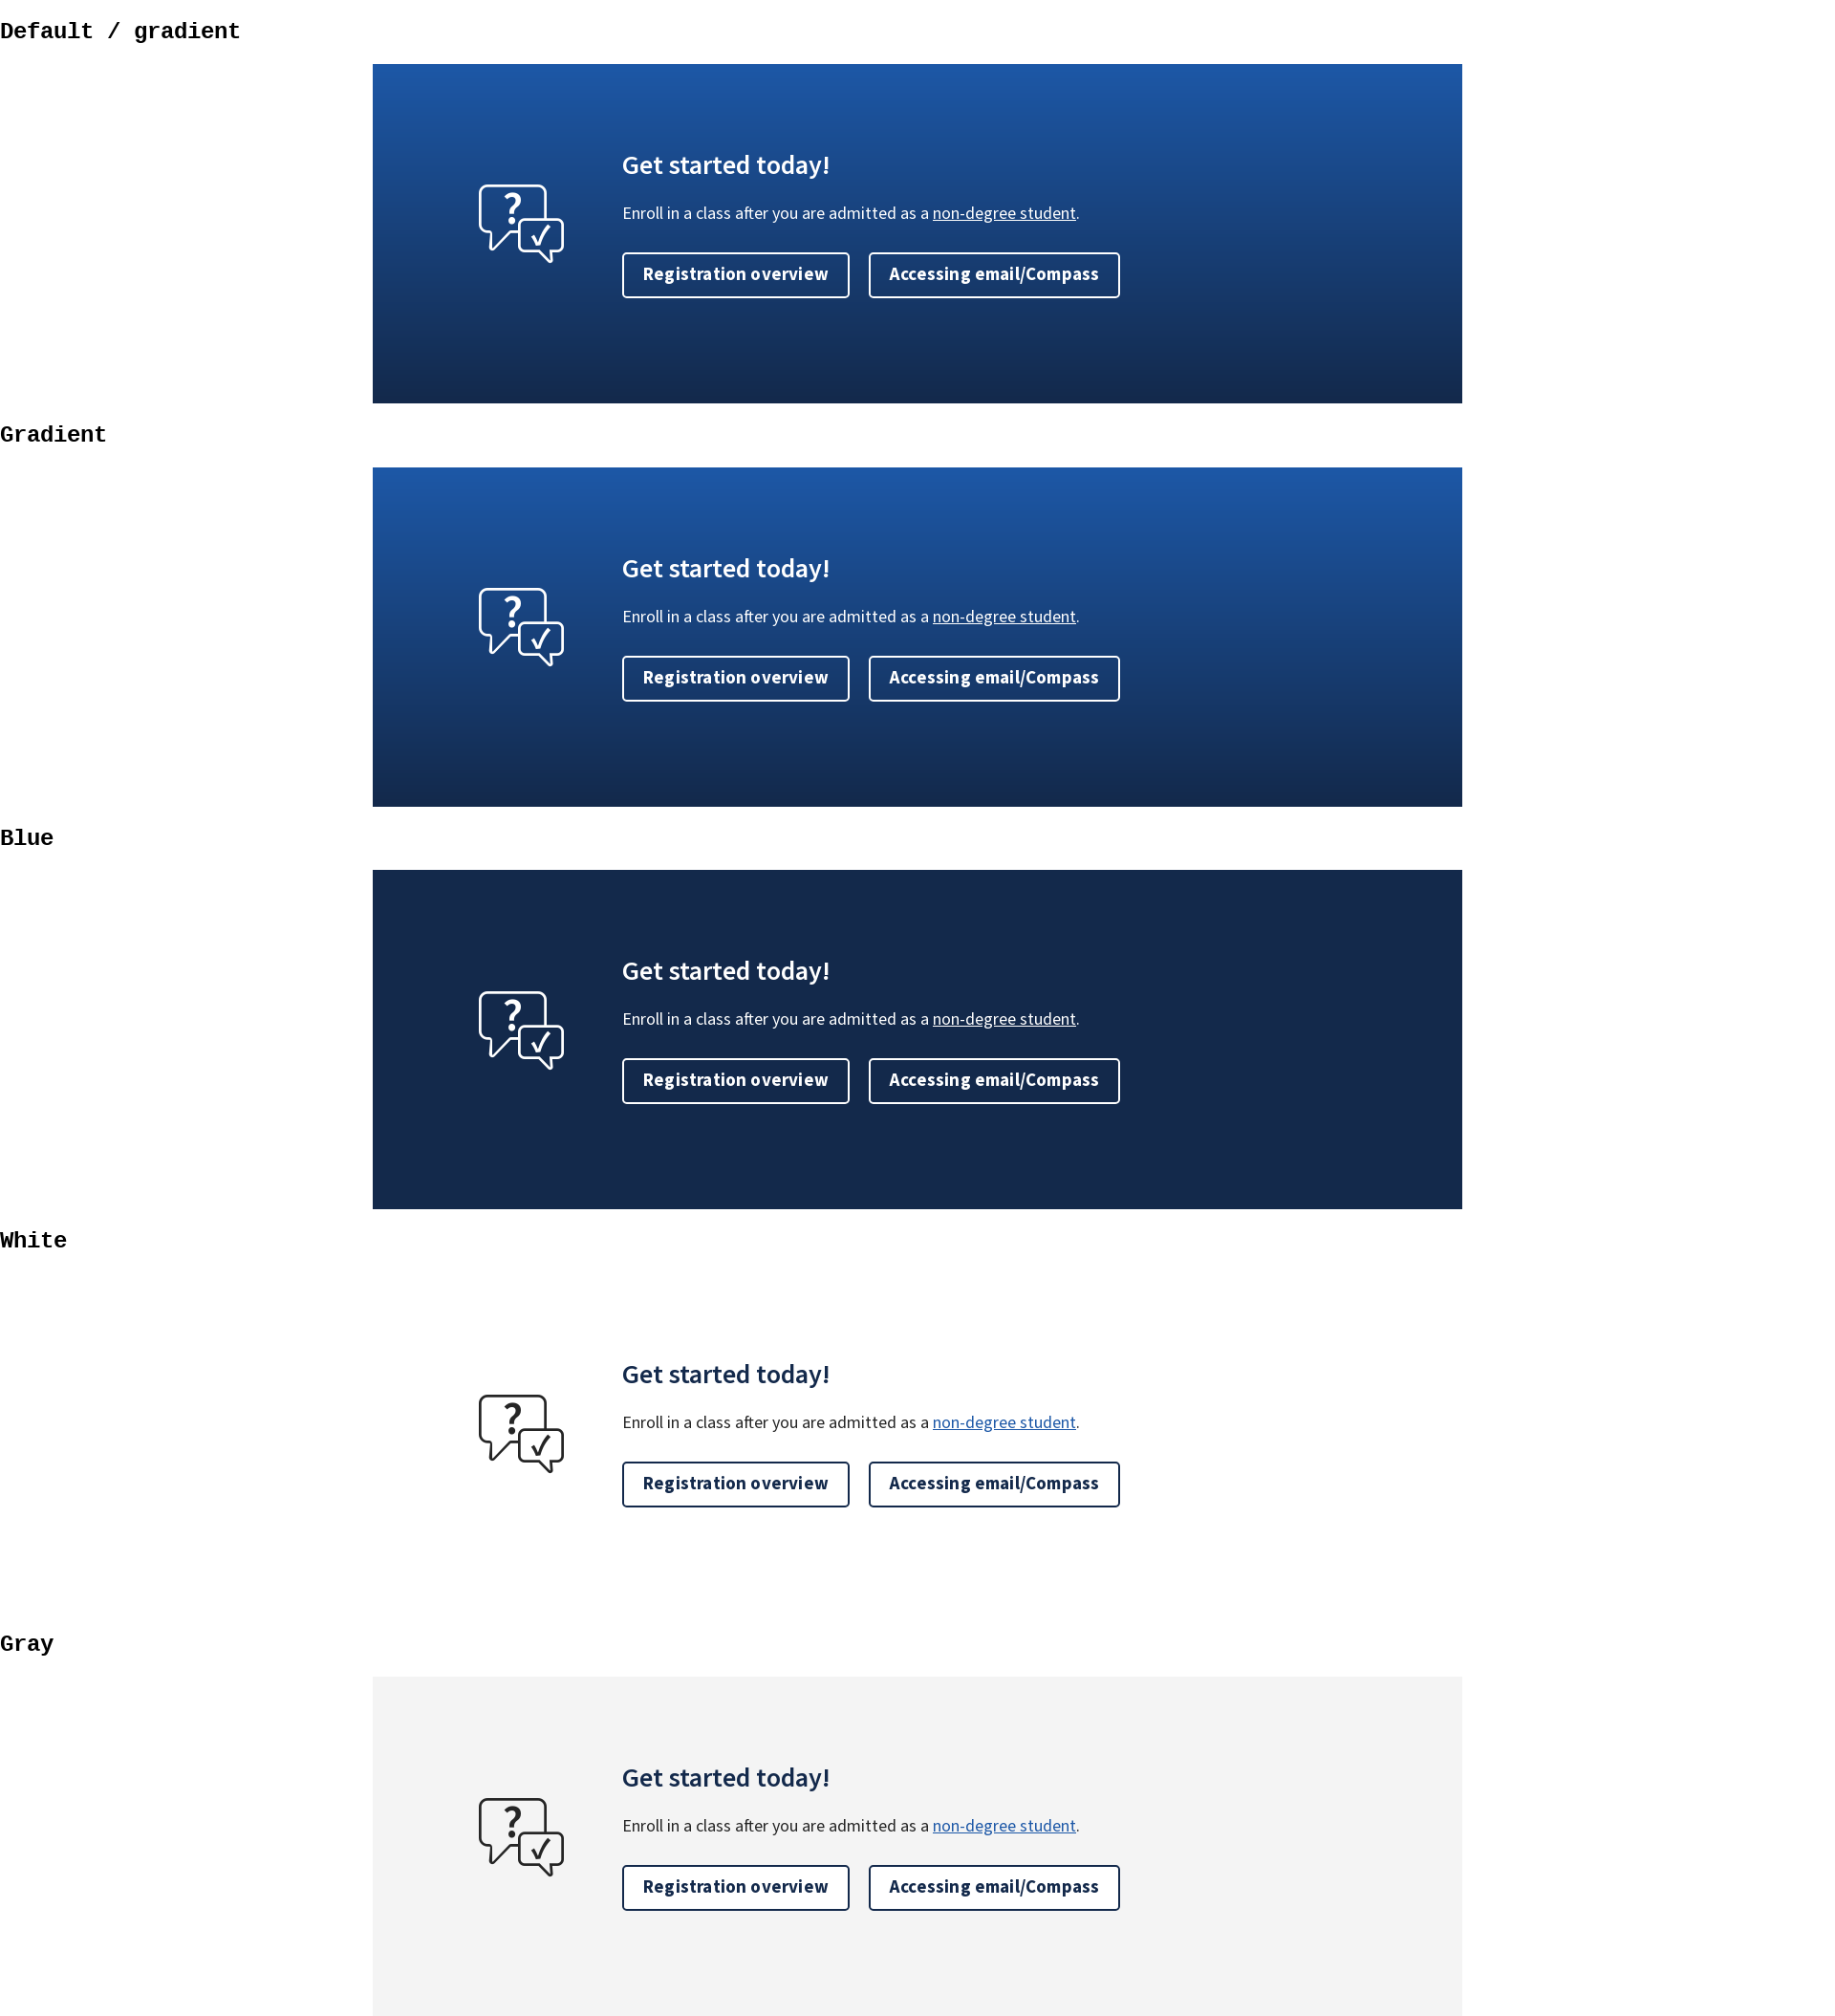 Default / gradient
Get started today!
Enroll in a class after you are admitted as a non-degree student.
Registration overview Accessing email/Compass
Gradient
Get started today!
Enroll in a class after you are admitted as a non-degree student.
Registration overview Accessing email/Compass
Blue
Get started today!
Enroll in a class after you are admitted as a non-degree student.
Registration overview Accessing email/Compass
White
Get started today!
Enroll in a class after you are admitted as a non-degree student.
Registration overview Accessing email/Compass
Gray
Get started today!
Enroll in a class after you are admitted as a non-degree student.
Registration overview Accessing email/Compass